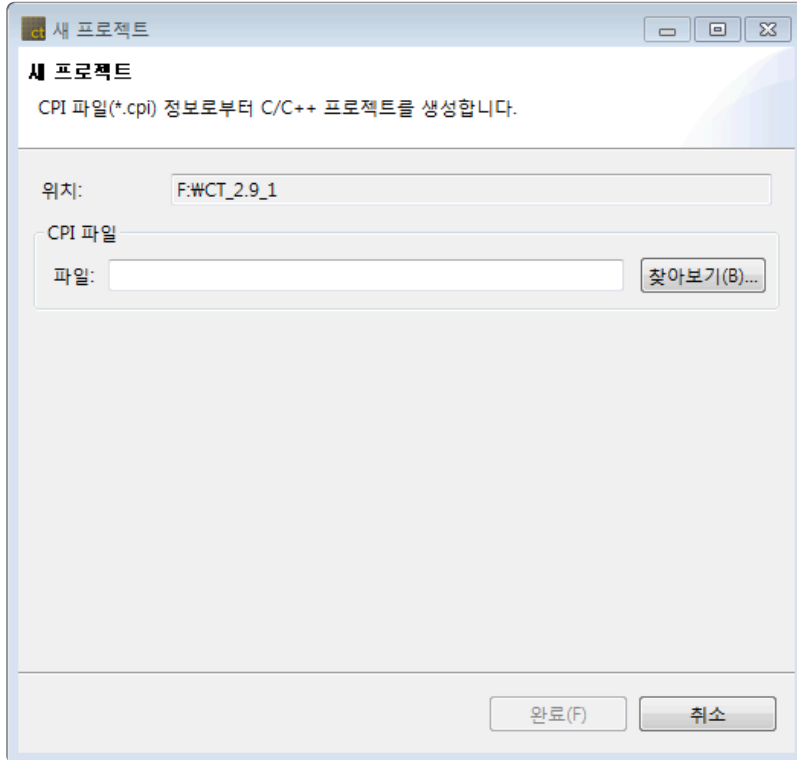 ct 새 프로젝트
새 프로젝트
CPI 파일(*.cpi) 정보로부터 C/C++ 프로젝트를 생성합니다.
위치: F:₩CT_2.9_1
CPI 파일
파일: 찾아보기(B)...
완료(F) 취소